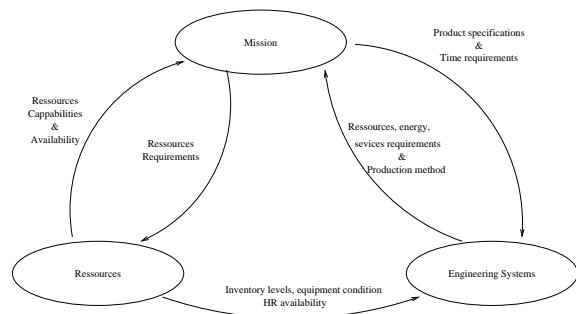 Mission
Product specifications
&
Time requirements
Ressources
Cappabilities
&
Availability
Ressources
Requirements
Ressources, energy,
sevices requirements
&
Production method
Ressources
Engineering Systems
Inventory levels, equipment condition
HR availability